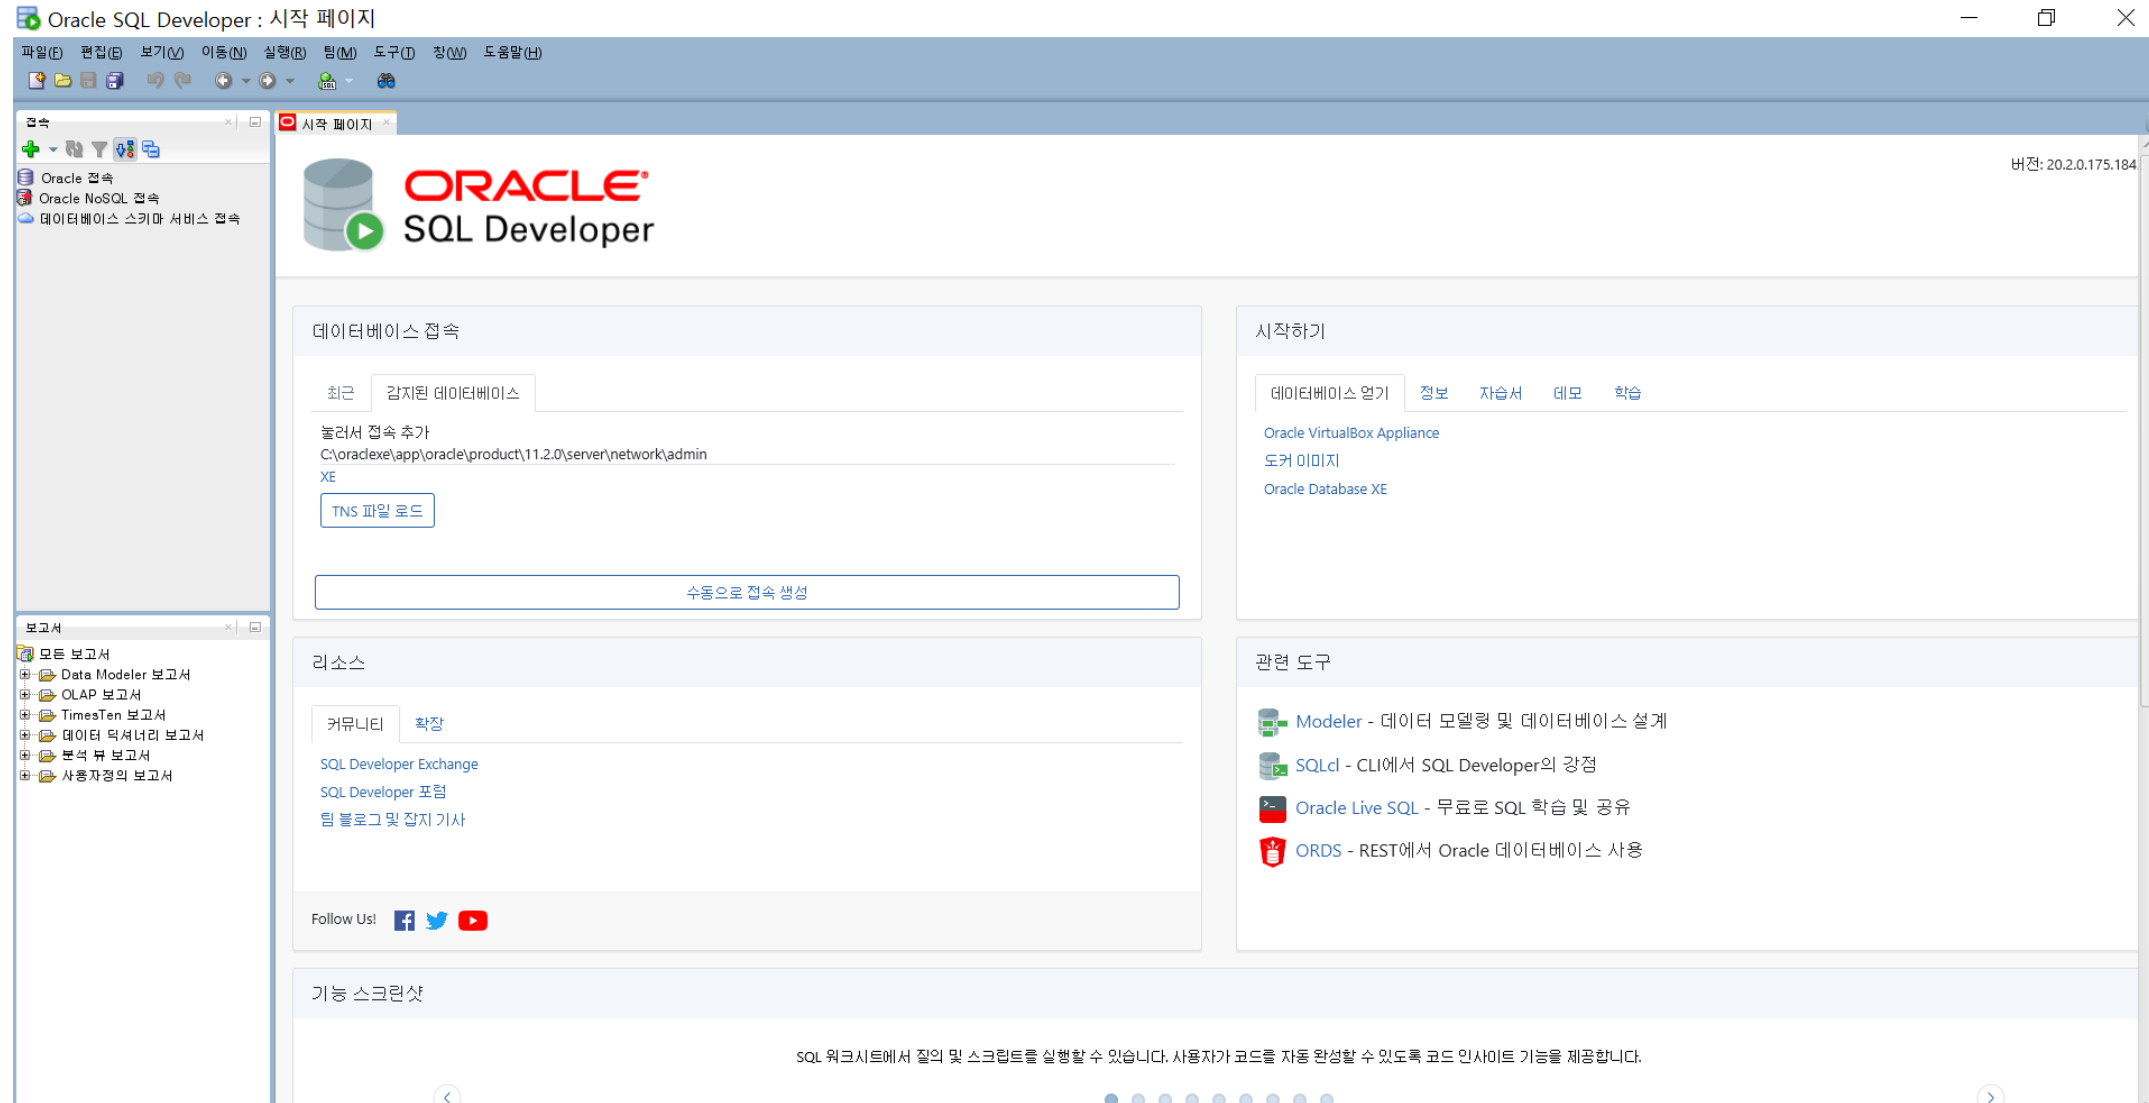 Oracle SQL Developer : 시작 페이지
파일(F) 편집(E) 보기(V) 이동(N) 실행(R) 팀(M) 도구(T) 창(W) 도움말(H)
SQL
접속
Oracle 접속
Oracle NoSQL 접속
데이터베이스 스키마 서비스 접속
시작 페이지
ORACLE
SQL Developer
버전: 20.2.0.175.184
데이터베이스 접속
최근 감지된 데이터베이스
눌러서 접속 추가
C:\oraclexe\app\oracle\product\11.2.0\server\network\admin
XE
TNS 파일 로드
수동으로 접속 생성
시작하기
데이터베이스 얻기 정보 자습서 데모 학습
Oracle VirtualBox Appliance
도커 이미지
Oracle Database XE
보고서
모든 보고서
Data Modeler 보고서
OLAP 보고서
TimesTen 보고서
데이터 딕셔너리 보고서
분석 뷰 보고서
사용자정의 보고서
리소스
커뮤니티 확장
SQL Developer Exchange
SQL Developer 포럼
팀 블로그 및 잡지 기사
Follow Us!
관련 도구
Modeler - 데이터 모델링 및 데이터베이스 설계
SQLcl - CLI에서 SQL Developer의 강점
Oracle Live SQL - 무료로 SQL 학습 및 공유
ORDS - REST에서 Oracle 데이터베이스 사용
기능 스크린샷
SQL 워크시트에서 질의 및 스크립트를 실행할 수 있습니다. 사용자가 코드를 자동 완성할 수 있도록 코드 인사이트 기능을 제공합니다.